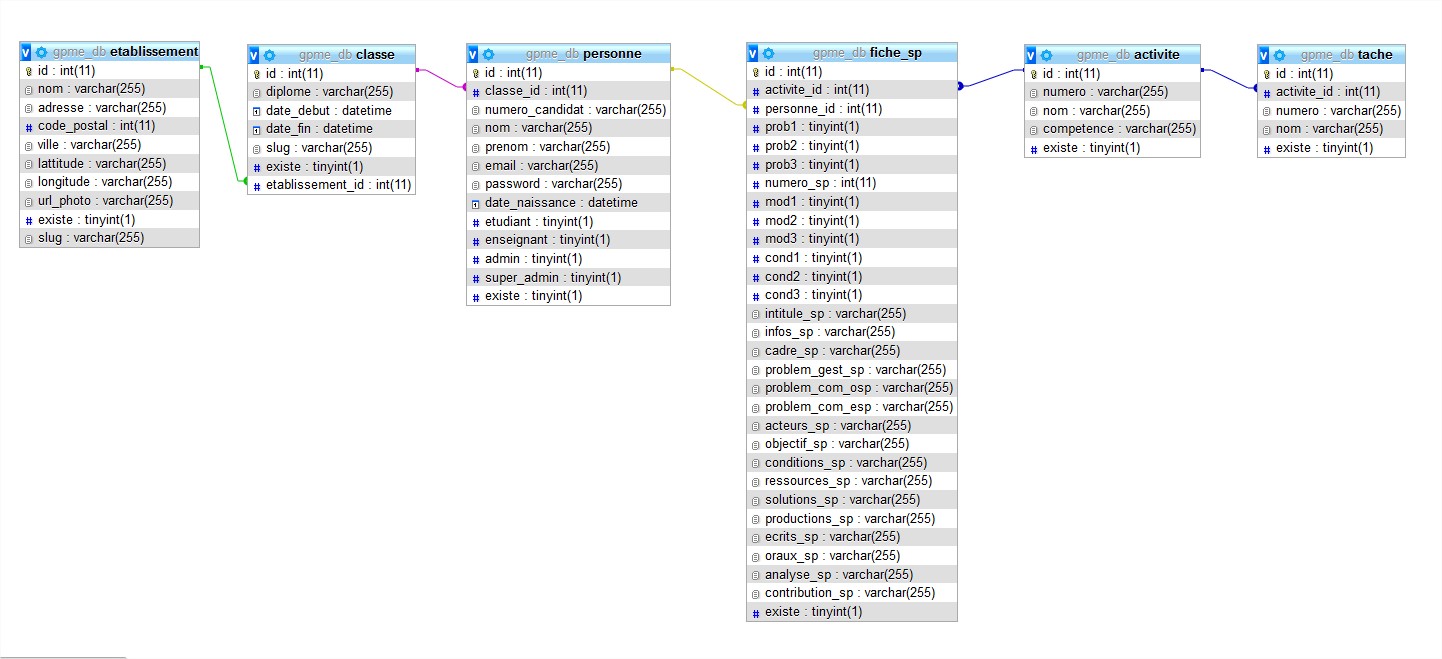 gpme_db etablissement
id : int(11)
nom : varchar(255)
adresse : varchar(255)
code_postal : int(11)
ville : varchar(255)
lattitude : varchar(255)
longitude : varchar(255)
url_photo : varchar(255)
existe : tinyint(1)
slug : varchar(255)
gpme_db classe
id : int(11)
diplome : varchar(255)
date_debut : datetime
date_fin : datetime
slug : varchar(255)
existe : tinyint(1)
etablissement_id : int(11)
gpme_db personne
id : int(11)
classe_id : int(11)
numero_candidat : varchar(255)
nom : varchar(255)
prenom : varchar(255)
email : varchar(255)
password : varchar(255)
date_naissance : datetime
etudiant : tinyint(1)
enseignant : tinyint(1)
admin : tinyint(1)
super_admin : tinyint(1)
existe : tinyint(1)
gpme_db fiche_sp
id : int(11)
activite_id : int(11)
personne_id : int(11)
prob1 : tinyint(1)
prob2 : tinyint(1)
prob3 : tinyint(1)
numero_sp : int(11)
mod1 : tinyint(1)
mod2 : tinyint(1)
mod3 : tinyint(1)
cond1 : tinyint(1)
cond2 : tinyint(1)
cond3 : tinyint(1)
intitule_sp : varchar(255)
infos_sp : varchar(255)
cadre_sp : varchar(255)
problem_gest_sp : varchar(255)
problem_com_osp : varchar(255)
problem_com_esp : varchar(255)
acteurs_sp : varchar(255)
objectif_sp : varchar(255)
conditions_sp : varchar(255)
ressources_sp : varchar(255)
solutions_sp : varchar(255)
productions_sp : varchar(255)
ecrits_sp : varchar(255)
oraux_sp : varchar(255)
analyse_sp : varchar(255)
contribution_sp : varchar(255)
existe : tinyint(1)
gpme_db activite
id : int(11)
numero : varchar(255)
nom : varchar(255)
competence : varchar(255)
existe : tinyint(1)
gpme_db tache
id : int(11)
activite_id : int(11)
numero : varchar(255)
nom : varchar(255)
existe : tinyint(1)